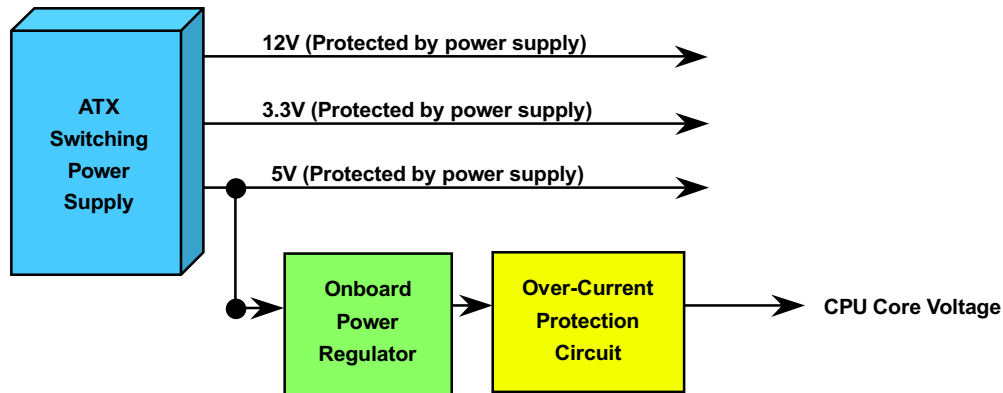 12V (Protected by power supply)
ATX
Switching
Power
Supply
3.3V (Protected by power supply)
5V (Protected by power supply)
Onboard
Power
Regulator
Over-Current
Protection
Circuit
CPU Core Voltage